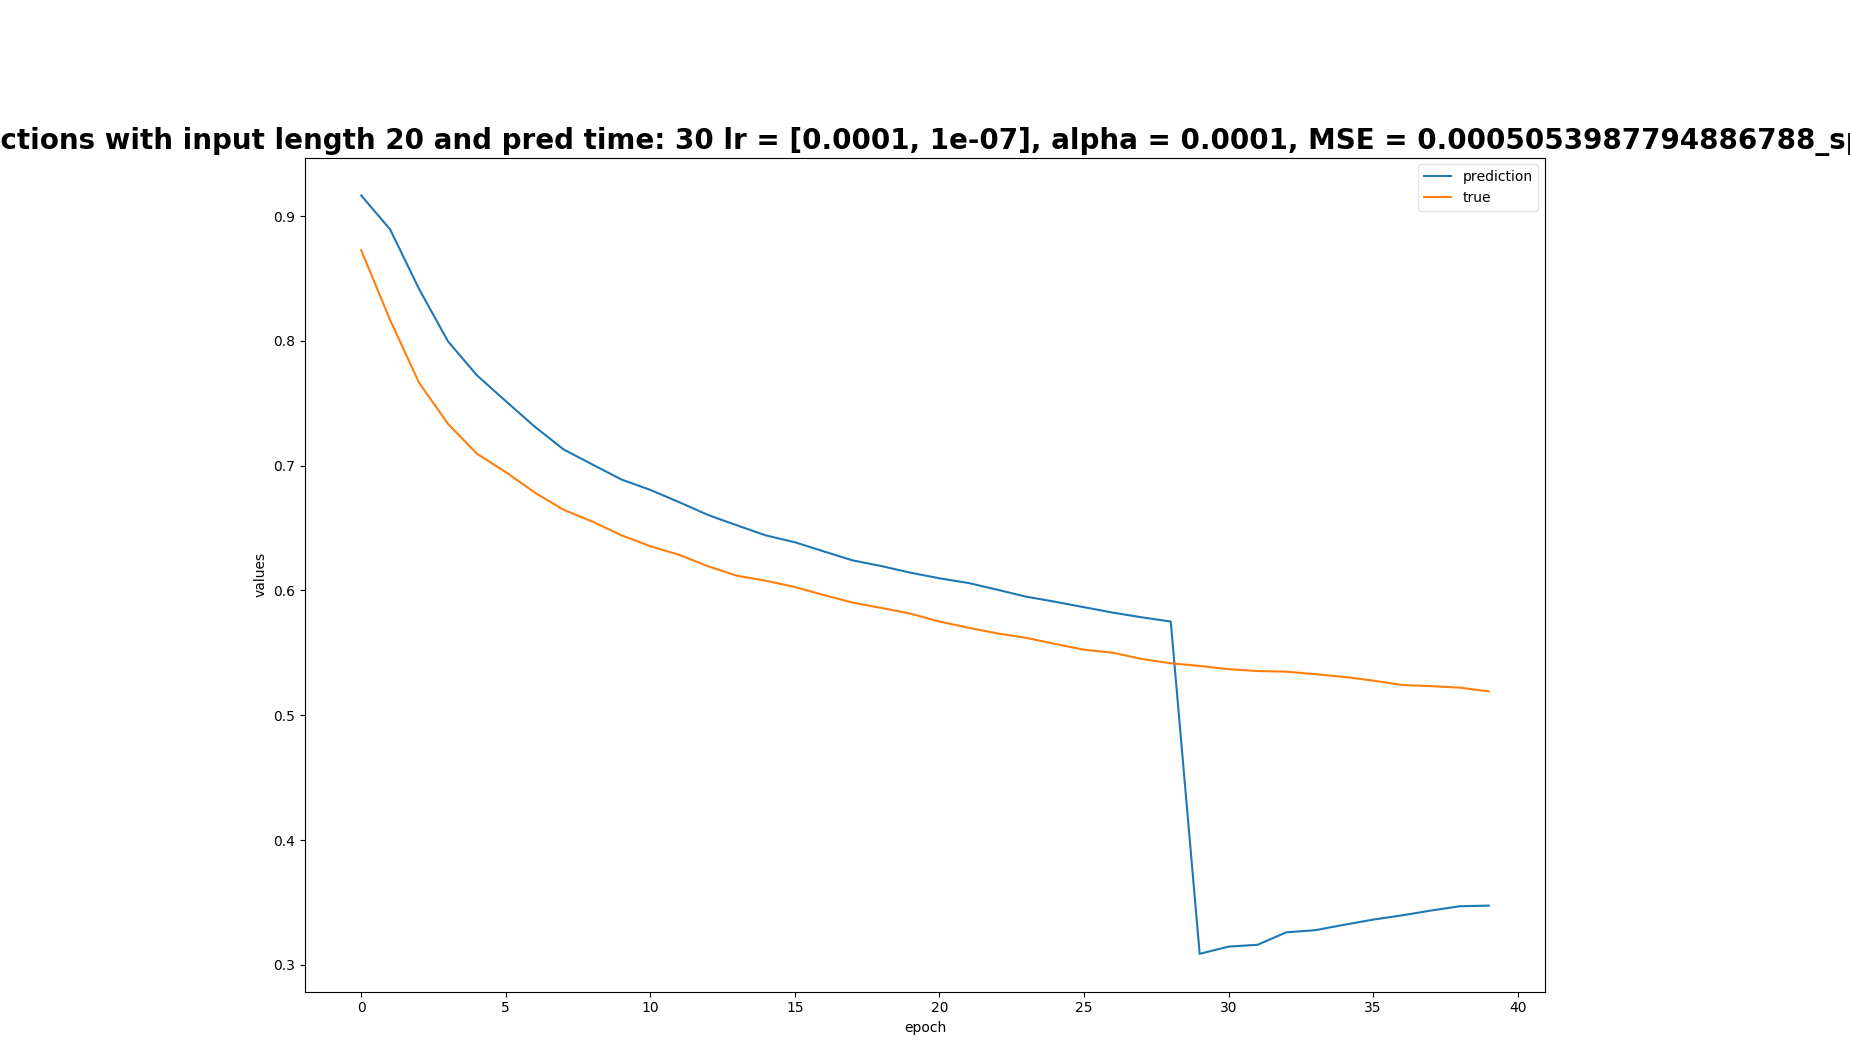 ctions with input length 20 and pred time: 30 lr = [0.0001, 1e-07], alpha = 0.0001, MSE = 0.0005053987794886788_sp
prediction
true
0.9
0.8
0.7
0.6
0.5
0.4
0.3
values
0 5 10 15 20 25 30 35 40
epoch